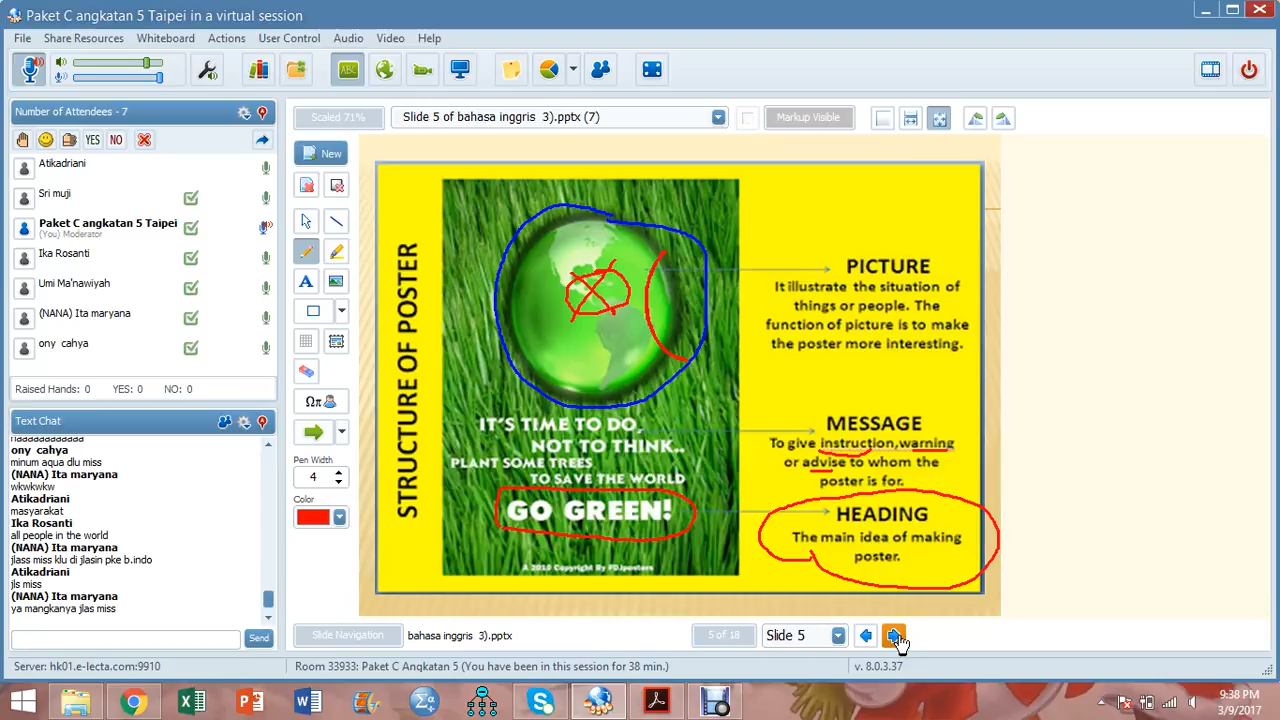 Paket C angkatan 5 Taipei in a virtual session
File Share Resources Whiteboard Actions User Control Audio Video Help
Number of Attendees - 7
YES NO
Atikadriani
Sri muji
Paket C angkatan 5 Taipei
(You) Moderator
Ika Rosanti
Umi Ma'nawiyah
(NANA) Ita maryana
ony cahya
Raised Hands: 0 YES: 0 NO: 0
Text Chat
ony cahya
minum aqua dlu miss
(NANA) Ita maryana
wkwkwkw
Atikadriani
masyarakat
Ika Rosanti
all people in the world
(NANA) Ita maryana
jlass miss klu di jlasin pke b.indo
Atikadriani
jls miss
(NANA) Ita maryana
ya mangkanya jlas miss
Send
Scaled 71%
Slide 5 of bahasa inggris 3).pptx (7)
Markup Visible
New
ABC
A
Ωπ
Pen Width
4
Color
STRUCTURE OF POSTER
IT'S TIME TO DO,
NOT TO THINK..
PLANT SOME TREES
TO SAVE THE WORLD
GO GREEN!
A 2010 Copyright By FDJposters
PICTURE
It illustrate the situation of
things or people. The
function of picture is to make
the poster more interesting.
MESSAGE
To give instruction,warning
or advise to whom the
poster is for.
HEADING
The main idea of making
poster.
Slide Navigation
bahasa inggris 3).pptx
5 of 18
Slide 5
Server: hk01.e-lecta.com:9910
Room 33933: Paket C Angkatan 5 (You have been in this session for 38 min.)
v. 8.0.3.37
9:38 PM
3/9/2017